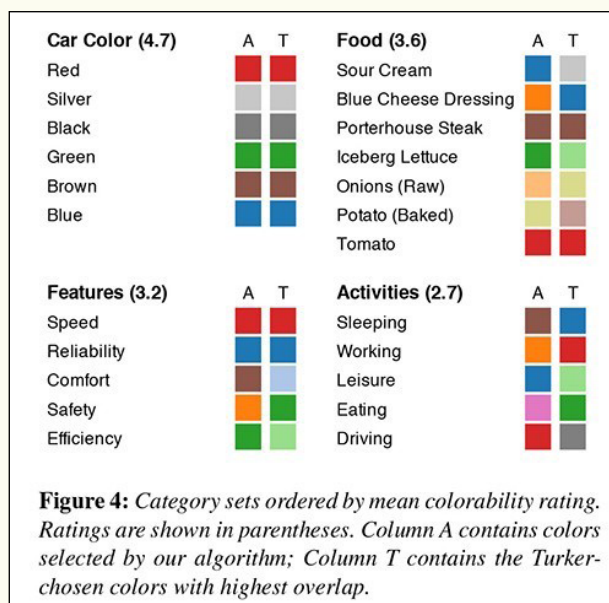 Car Color (4.7) A T
Red
Silver
Black
Green
Brown
Blue
Food (3.6) A T
Sour Cream
Blue Cheese Dressing
Porterhouse Steak
Iceberg Lettuce
Onions (Raw)
Potato (Baked)
Tomato
Features (3.2) A T
Speed
Reliability
Comfort
Safety
Efficiency
Activities (2.7) A T
Sleeping
Working
Leisure
Eating
Driving
Figure 4: Category sets ordered by mean colorability rating.
Ratings are shown in parentheses. Column A contains colors
selected by our algorithm; Column T contains the Turker-
chosen colors with highest overlap.